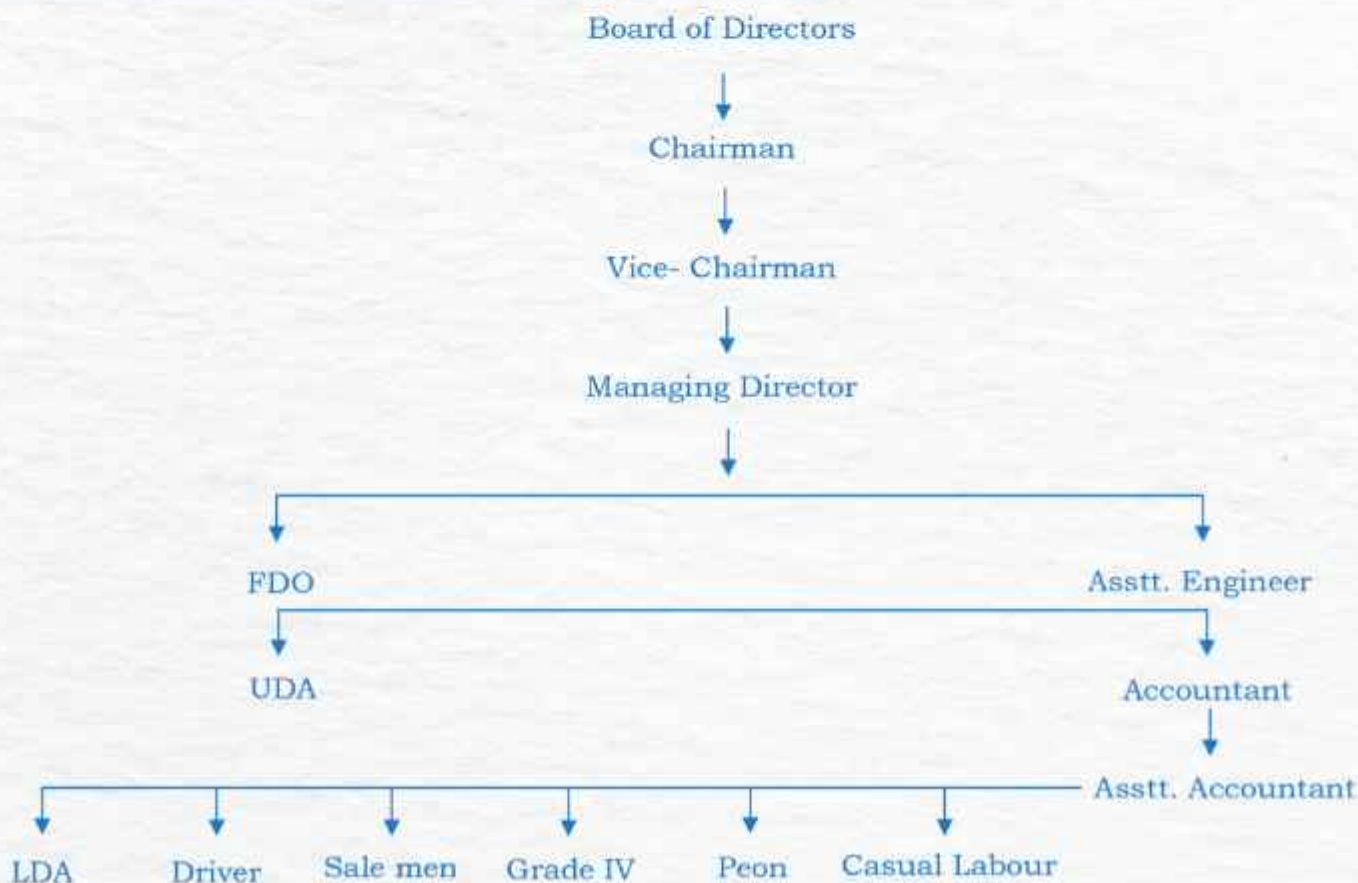 Board of Directors
Chairman
Vice- Chairman
Managing Director
FDO
Asstt. Engineer
UDA
Accountant
Asstt. Accountant
LDA
Driver
Sale men
Grade IV
Peon
Casual Labour